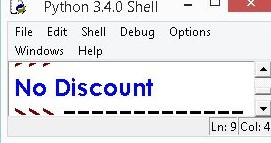 Python 3.4.0 Shell
File Edit Shell Debug Options
Windows Help
>>>
No Discount
>>> -------------
Ln: 9 Col: 4